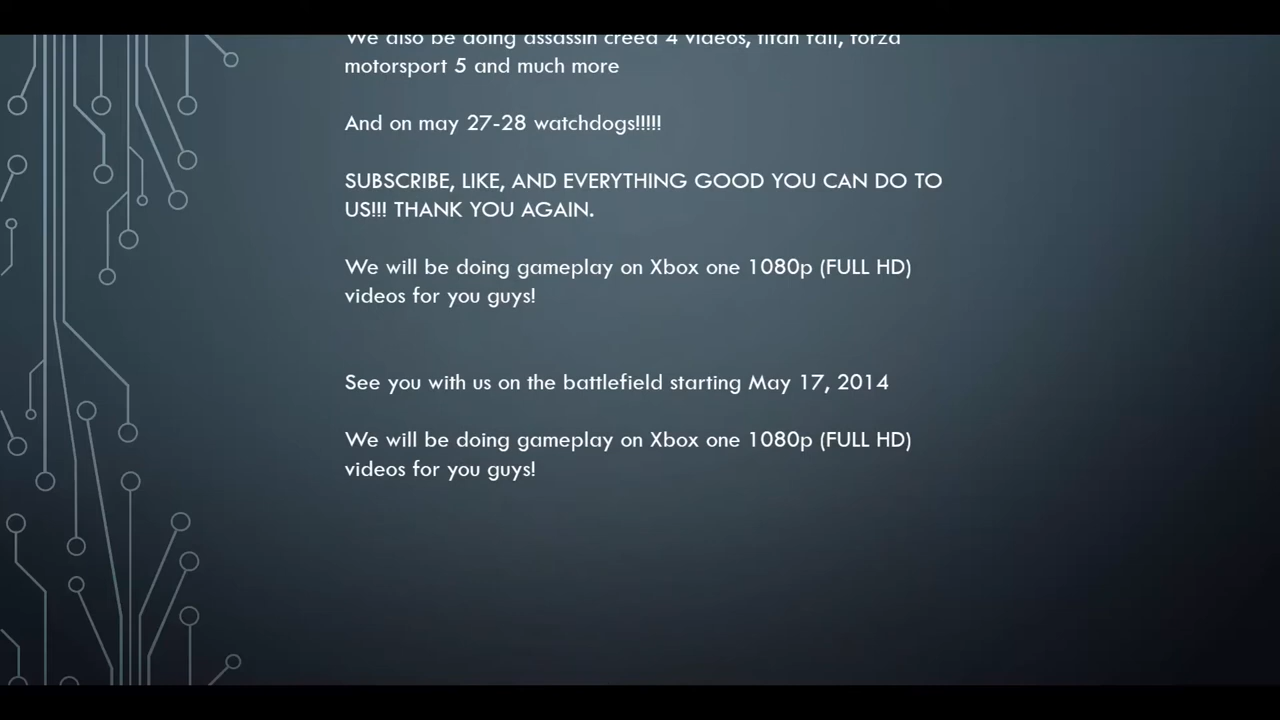 We also be doing assassin creed 4 videos, titan fall, forza
motorsport 5 and much more
And on may 27-28 watchdogs!!!!!
SUBSCRIBE, LIKE, AND EVERYTHING GOOD YOU CAN DO TO
US!!! THANK YOU AGAIN.
We will be doing gameplay on Xbox one 1080p (FULL HD)
videos for you guys!
See you with us on the battlefield starting May 17, 2014
We will be doing gameplay on Xbox one 1080p (FULL HD)
videos for you guys!